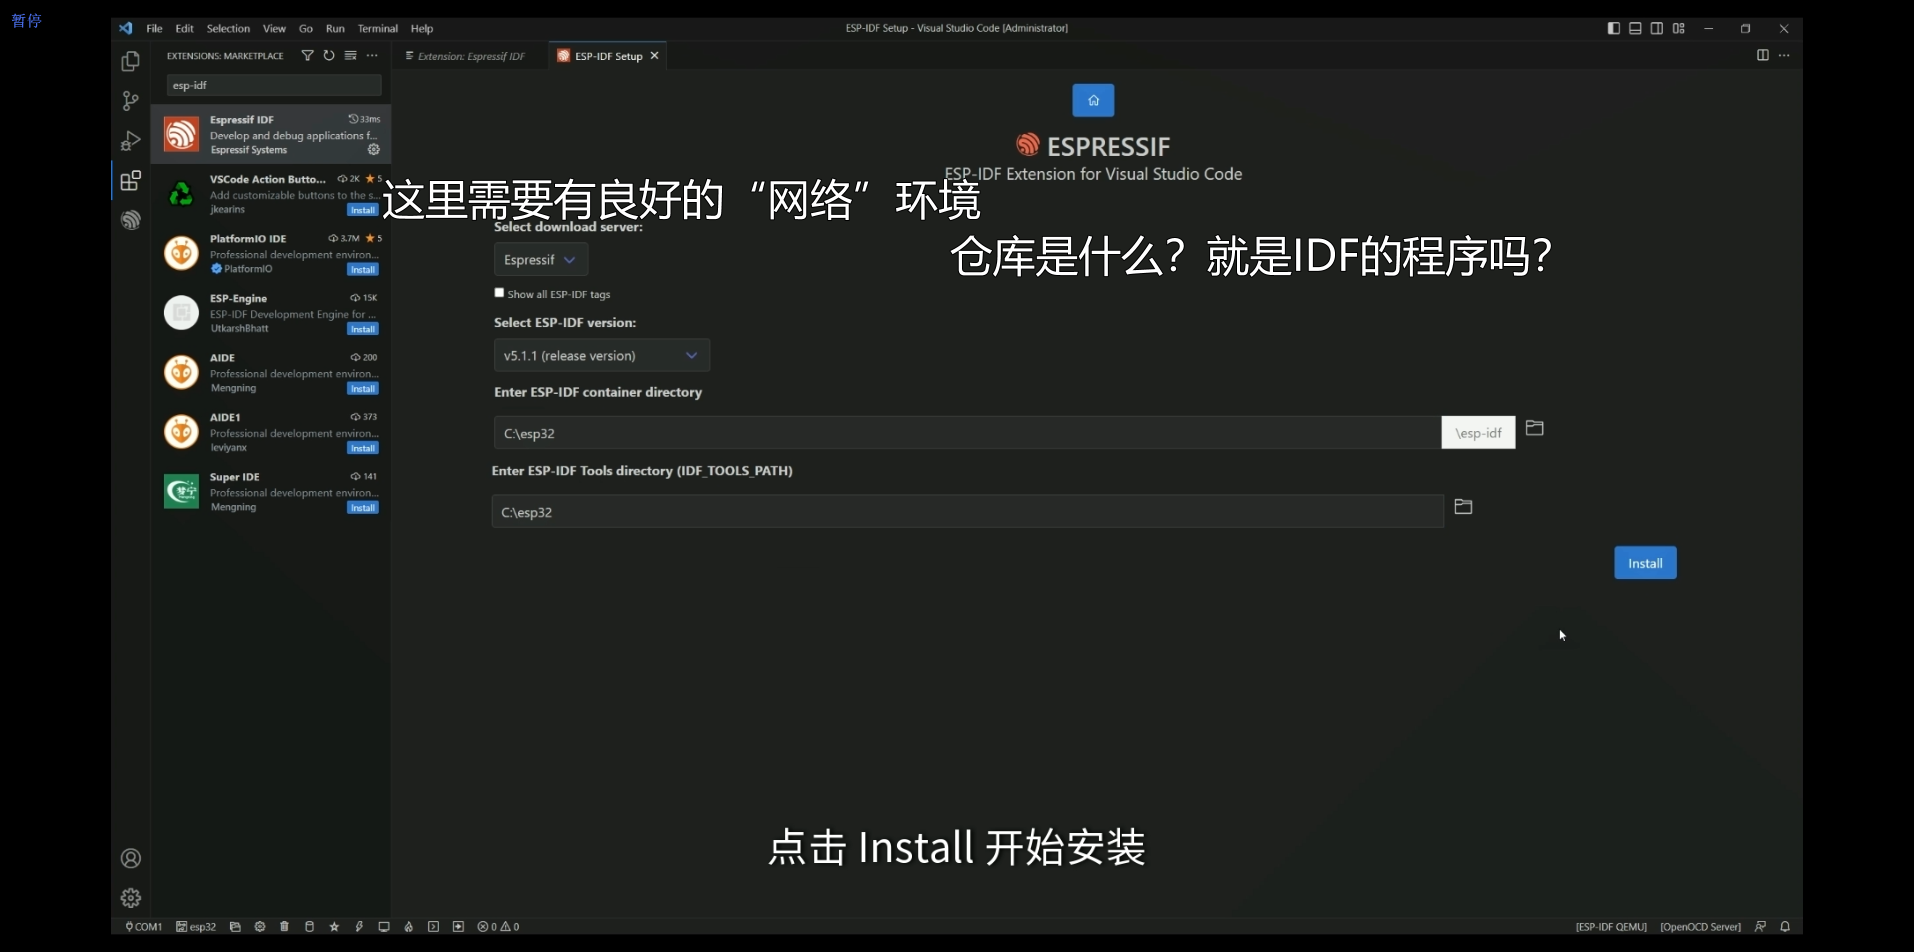 暂停
File Edit Selection View Go Run Terminal Help
ESP-IDF Setup - Visual Studio Code [Administrator]
EXTENSIONS: MARKETPLACE
Extension: Espressif IDF
ESP-IDF Setup
esp-idf
Espressif IDF 33ms
Develop and debug applications f...
Espressif Systems
VSCode Action Butto... 2K 5
Add customizable buttons to the s...
jkearins Install
PlatformIO IDE 3.7M 5
Professional development environ...
PlatformIO Install
ESP-Engine 15K
ESP-IDF Development Engine for ...
UtkarshBhatt Install
AIDE 200
Professional development environ...
Mengning Install
AIDE1 373
Professional development environ...
leviyanx Install
Super IDE 141
Professional development environ...
Mengning Install
ESPRESSIF
ESP-IDF Extension for Visual Studio Code
这里需要有良好的“网络”环境
Select download server:
仓库是什么？就是IDF的程序吗？
Espressif
Show all ESP-IDF tags
Select ESP-IDF version:
v5.1.1 (release version)
Enter ESP-IDF container directory
C:\esp32 \esp-idf
Enter ESP-IDF Tools directory (IDF_TOOLS_PATH)
C:\esp32
Install
点击 Install 开始安装
COM1 esp32 0 0 [ESP-IDF QEMU] [OpenOCD Server]